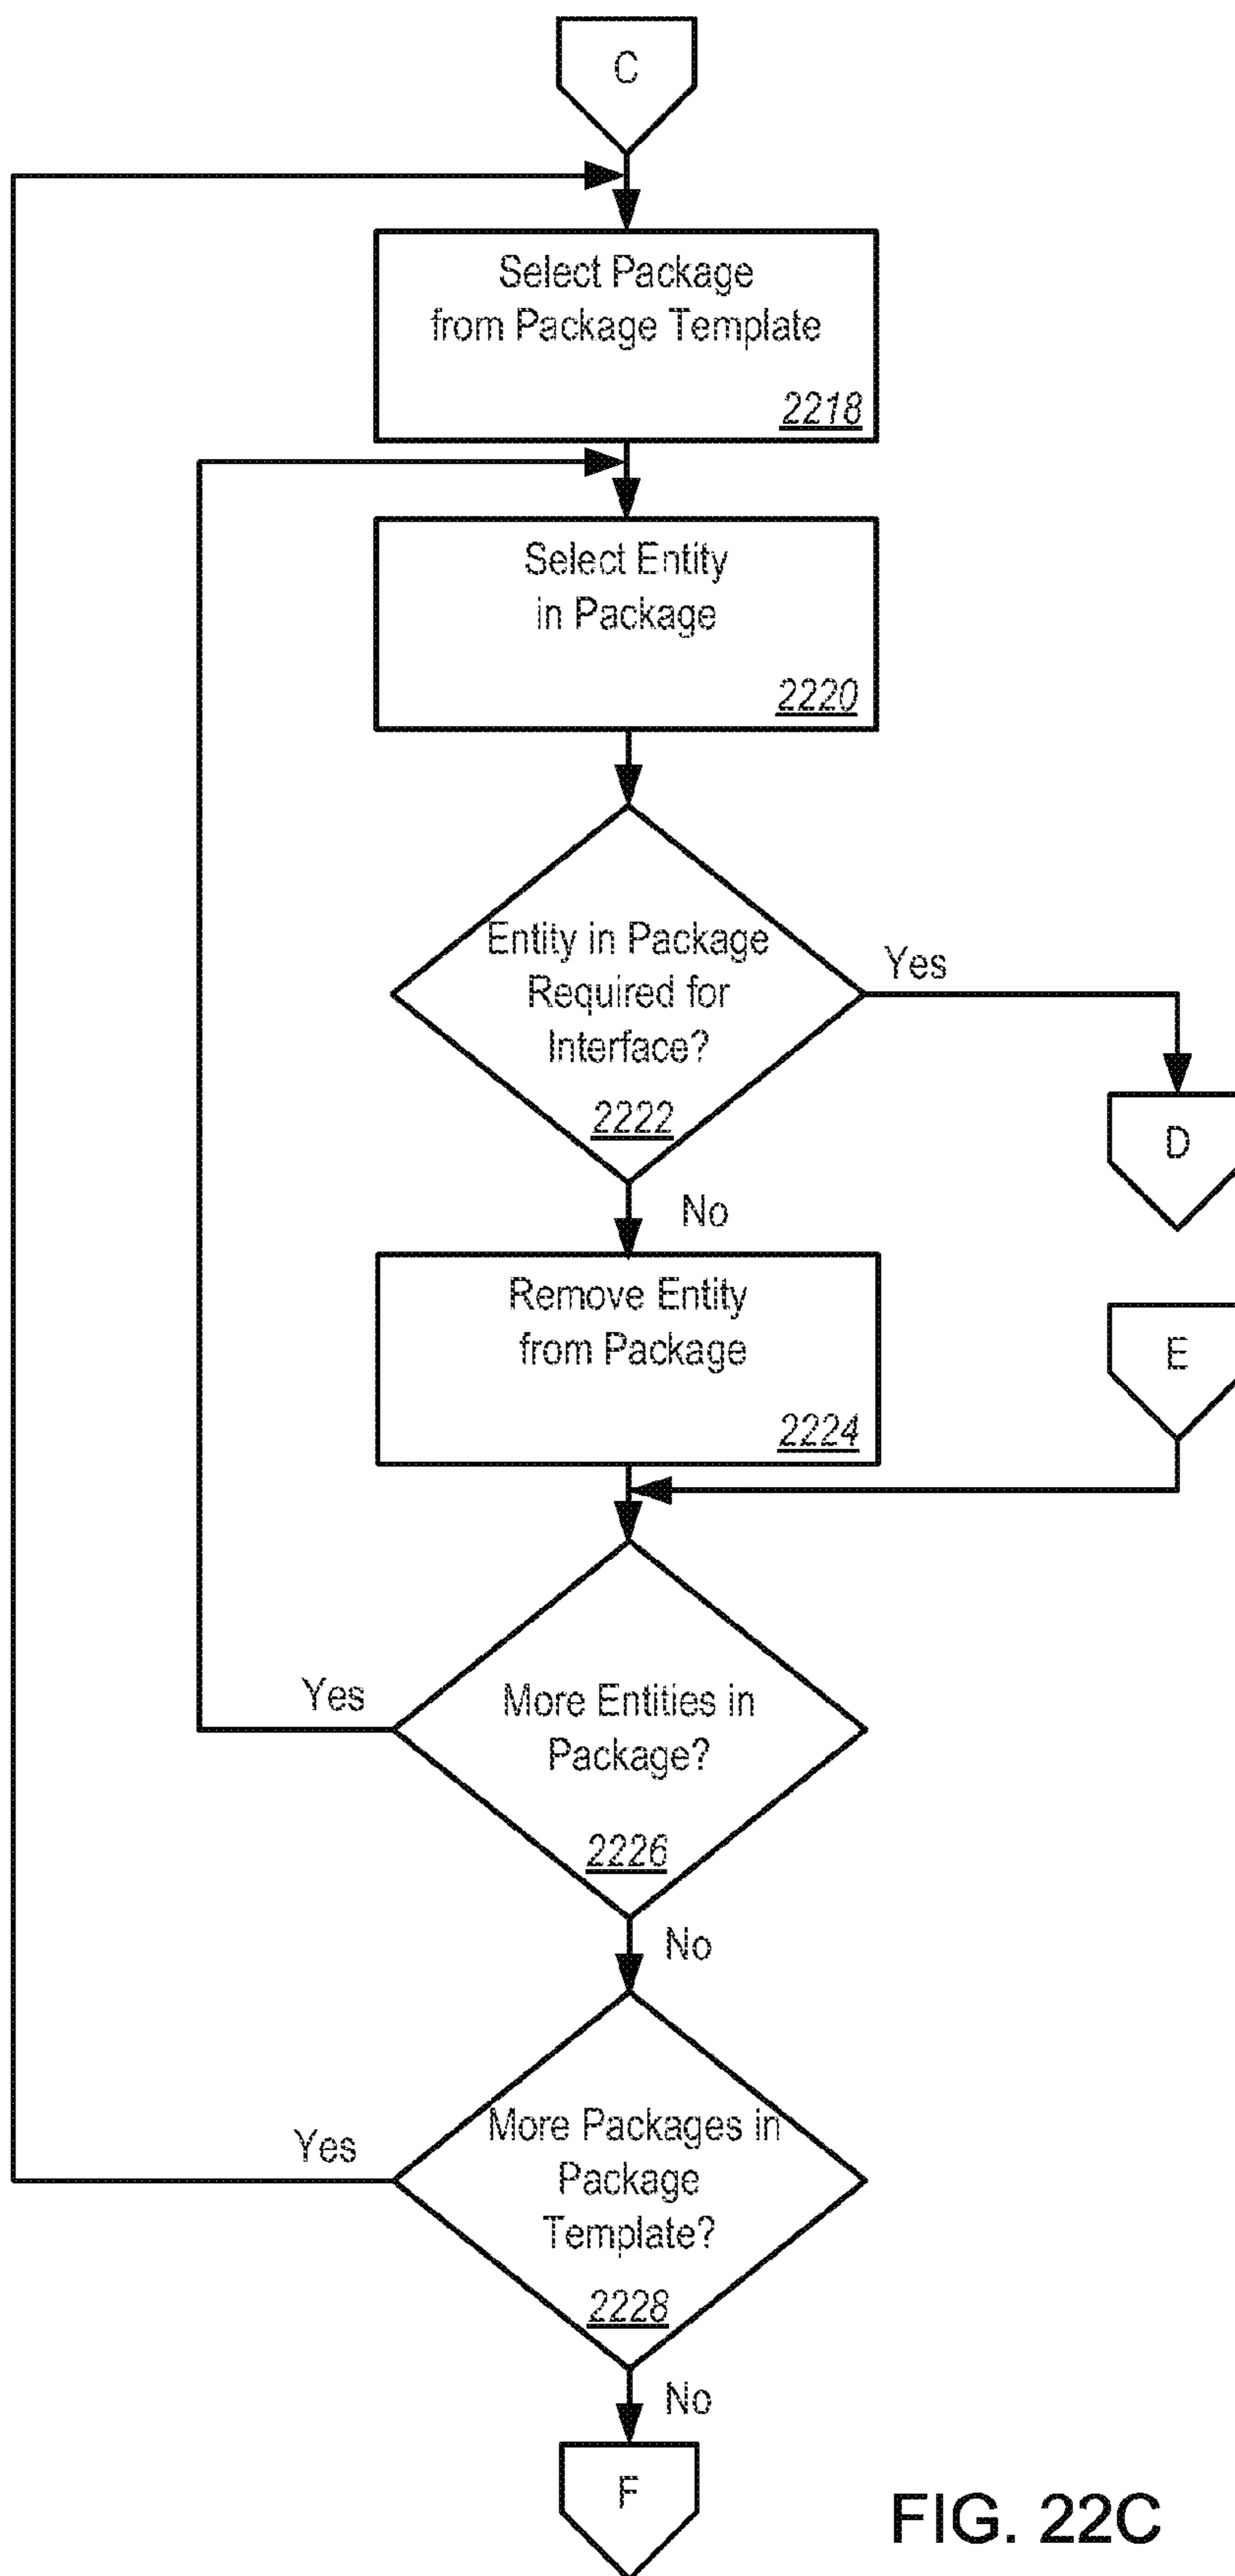 C
Select Package
from Package Template
2218
Select Entity
in Package
2220
Entity in Package
Required for
Interface?
2222
Yes
D
No
Remove Entity
from Package
2224
E
More Entities in
Package?
2226
Yes
No
More Packages in
Package
Template?
2228
Yes
No
F
FIG. 22C